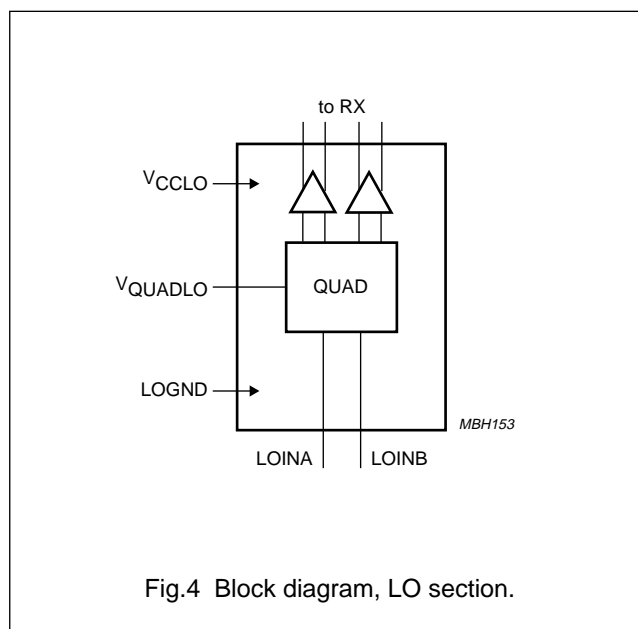 to RX
VCCLO
VQUADLO
QUAD
LOGND
MBH153
LOINA
LOINB
Fig.4 Block diagram, LO section.